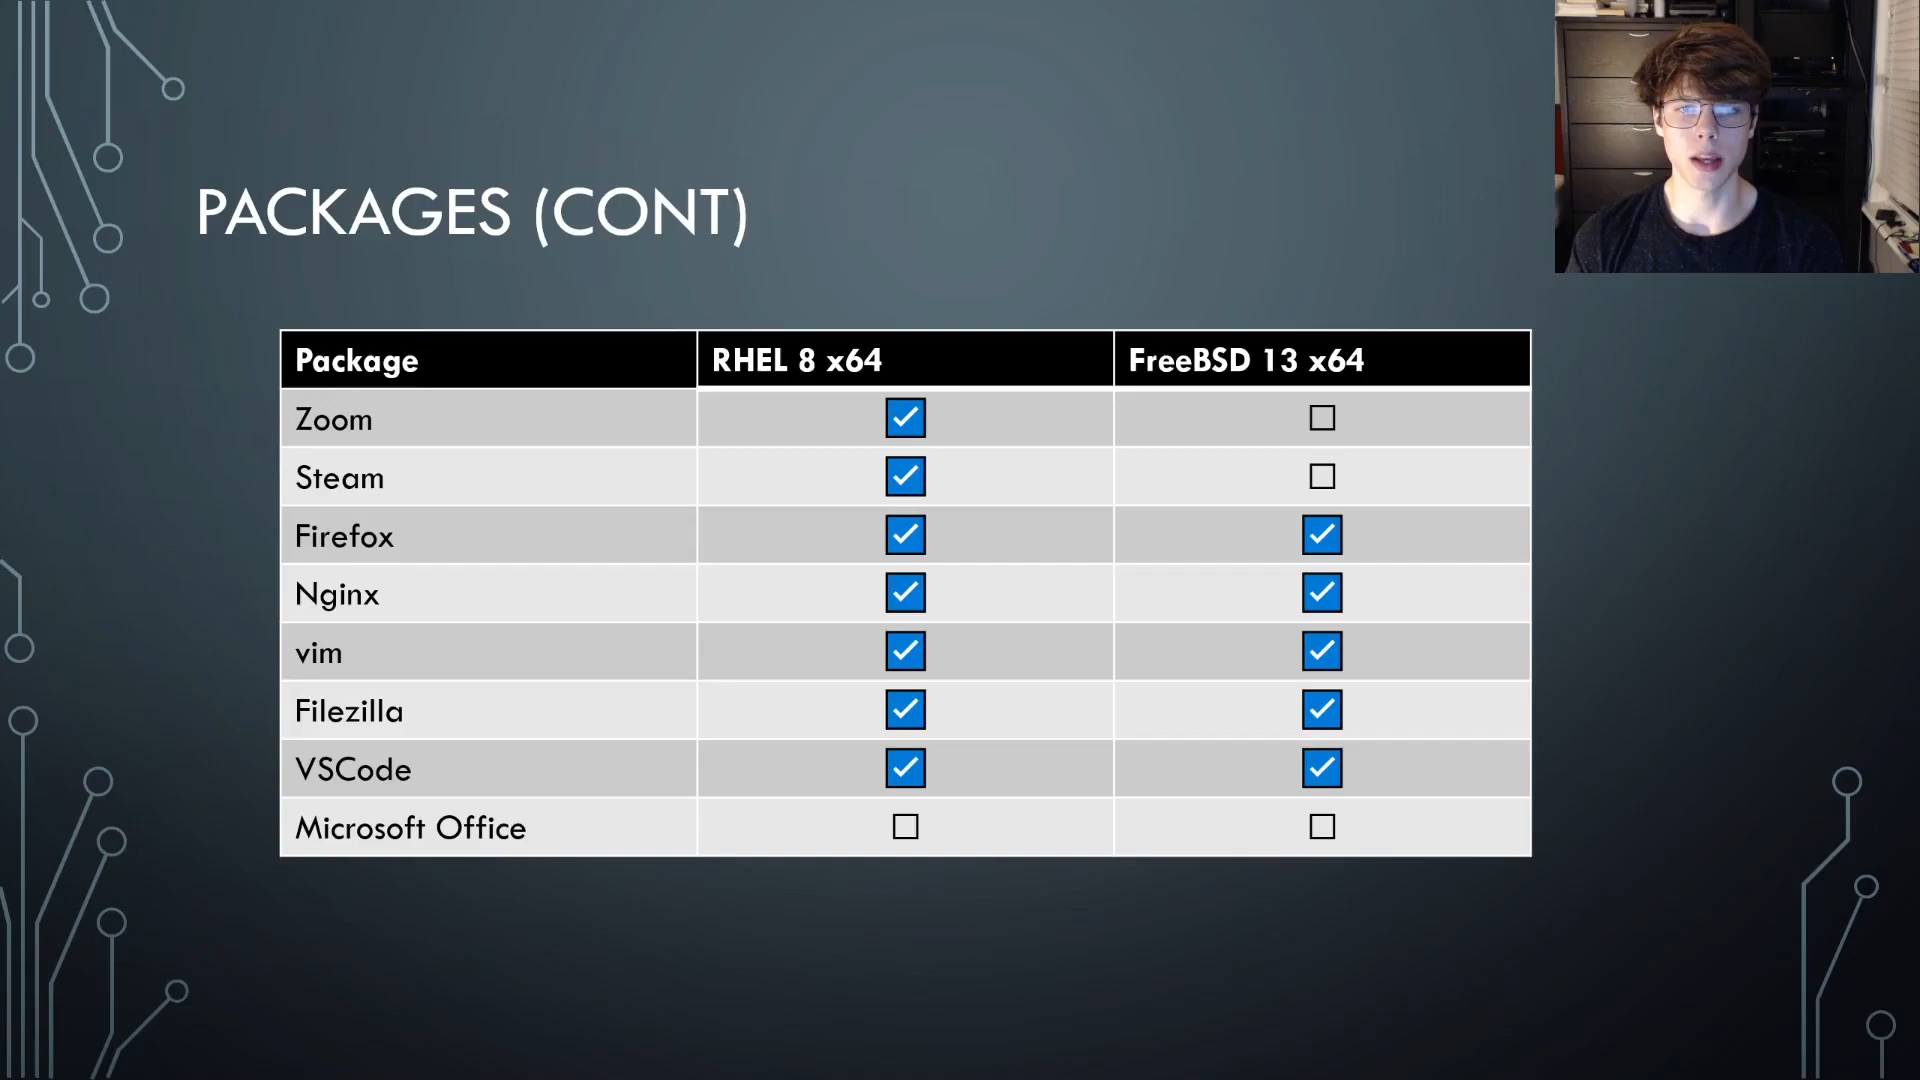 PACKAGES (CONT)
Package RHEL 8 x64 FreeBSD 13 x64
Zoom
Steam
Firefox
Nginx
vim
Filezilla
VSCode
Microsoft Office